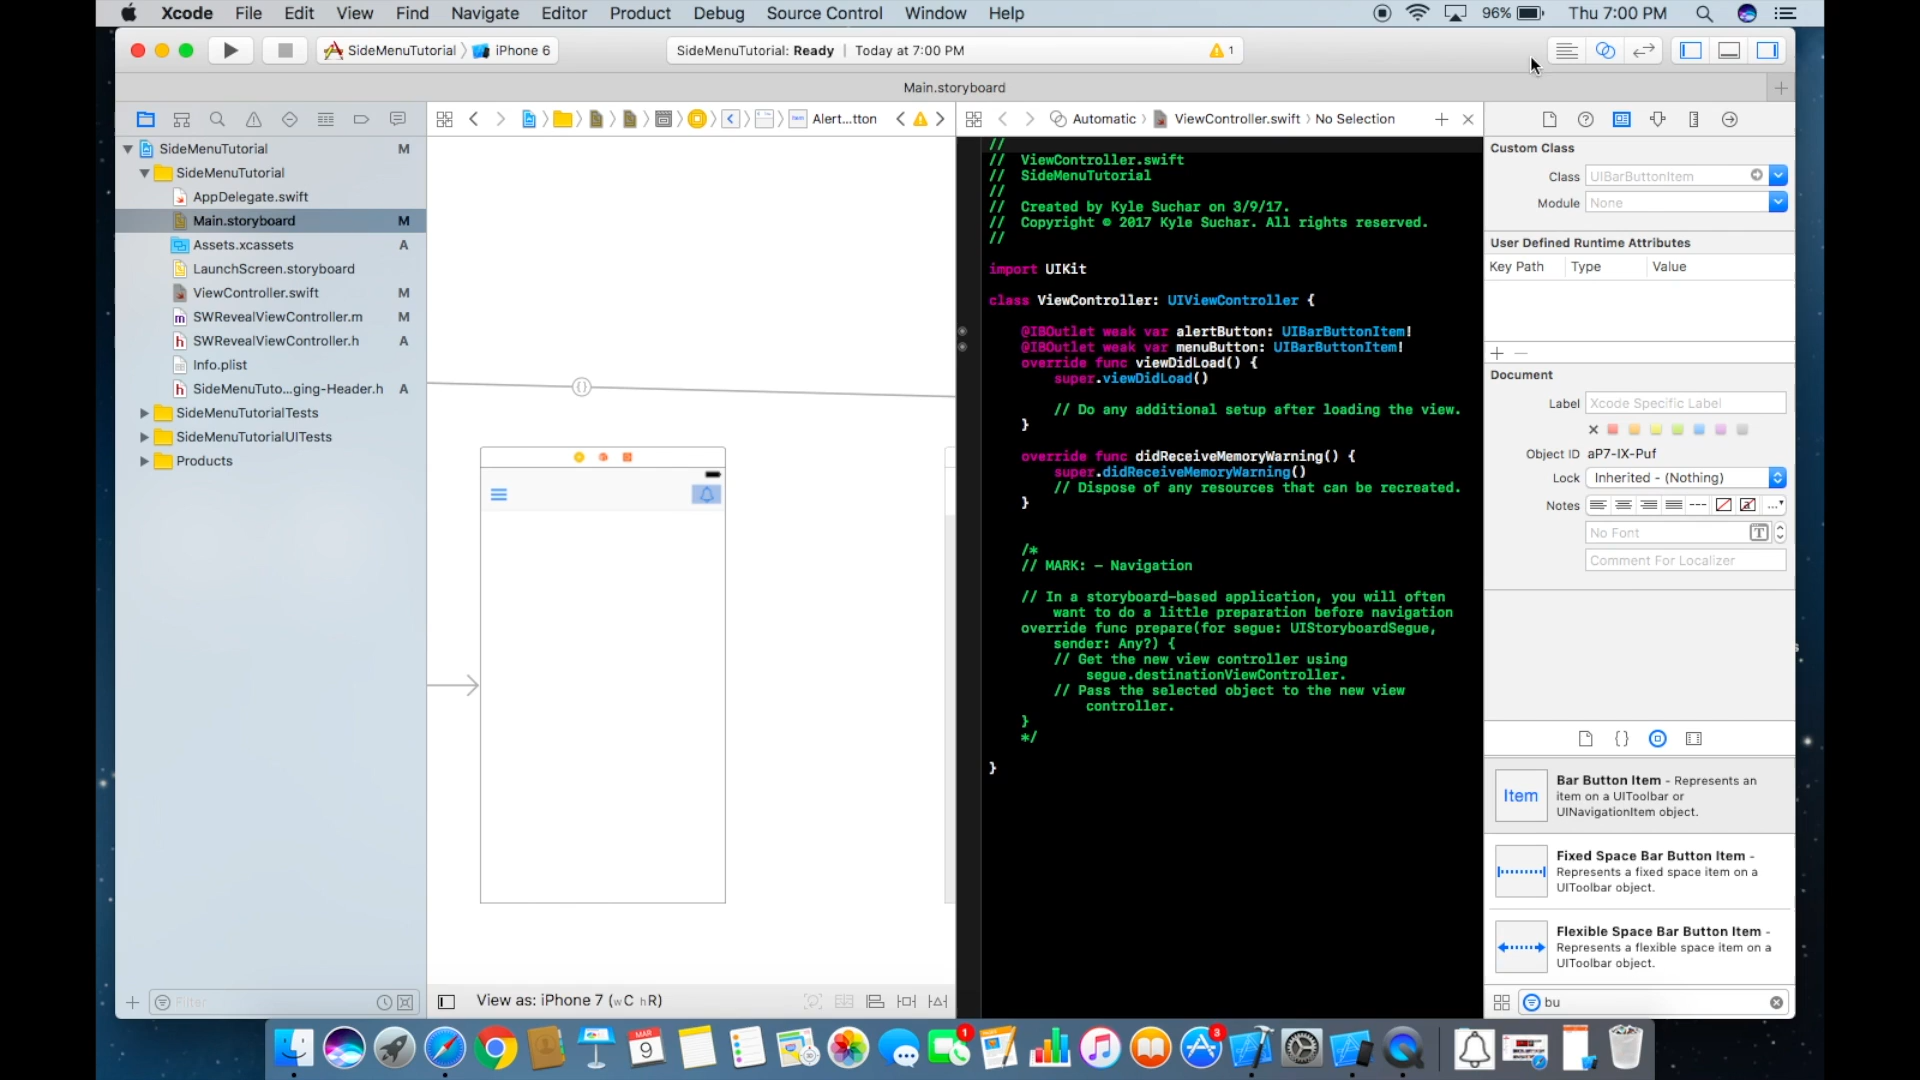 Xcode File Edit View Find Navigate Editor Product Debug Source Control Window Help 96% Thu 7:00 PM
SideMenuTutorial iPhone 6 SideMenuTutorial: Ready | Today at 7:00 PM 1
Main.storyboard
Alert...tton Automatic ViewController.swift No Selection
SideMenuTutorial M
SideMenuTutorial
AppDelegate.swift
Main.storyboard M
Assets.xcassets A
LaunchScreen.storyboard
ViewController.swift M
SWRevealViewController.m M
SWRevealViewController.h A
Info.plist
SideMenuTuto...ging-Header.h A
SideMenuTutorialTests
SideMenuTutorialUITests
Products
Filter
View as: iPhone 7 (wC hR)
//
// ViewController.swift
// SideMenuTutorial
//
// Created by Kyle Suchar on 3/9/17.
// Copyright © 2017 Kyle Suchar. All rights reserved.
//
import UIKit
class ViewController: UIViewController {
@IBOutlet weak var alertButton: UIBarButtonItem!
@IBOutlet weak var menuButton: UIBarButtonItem!
override func viewDidLoad() {
super.viewDidLoad()
// Do any additional setup after loading the view.
}
override func didReceiveMemoryWarning() {
super.didReceiveMemoryWarning()
// Dispose of any resources that can be recreated.
}
/*
// MARK: - Navigation
// In a storyboard-based application, you will often
want to do a little preparation before navigation
override func prepare(for segue: UIStoryboardSegue,
sender: Any?) {
// Get the new view controller using
segue.destinationViewController.
// Pass the selected object to the new view
controller.
}
*/
}
Custom Class
Class UIBarButtonItem
Module None
User Defined Runtime Attributes
Key Path Type Value
Document
Label Xcode Specific Label
Object ID aP7-IX-Puf
Lock Inherited - (Nothing)
Notes
No Font
Comment For Localizer
Item
Bar Button Item - Represents an
item on a UIToolbar or
UINavigationItem object.
Fixed Space Bar Button Item -
Represents a fixed space item on a
UIToolbar object.
Flexible Space Bar Button Item -
Represents a flexible space item on a
UIToolbar object.
bu
MAR
9
1
3